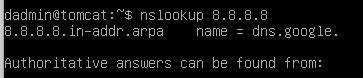 dadmin@tomcat:~$ nslookup 8.8.8.8
8.8.8.8.in-addr.arpa    name = dns.google.
Authoritative answers can be found from: